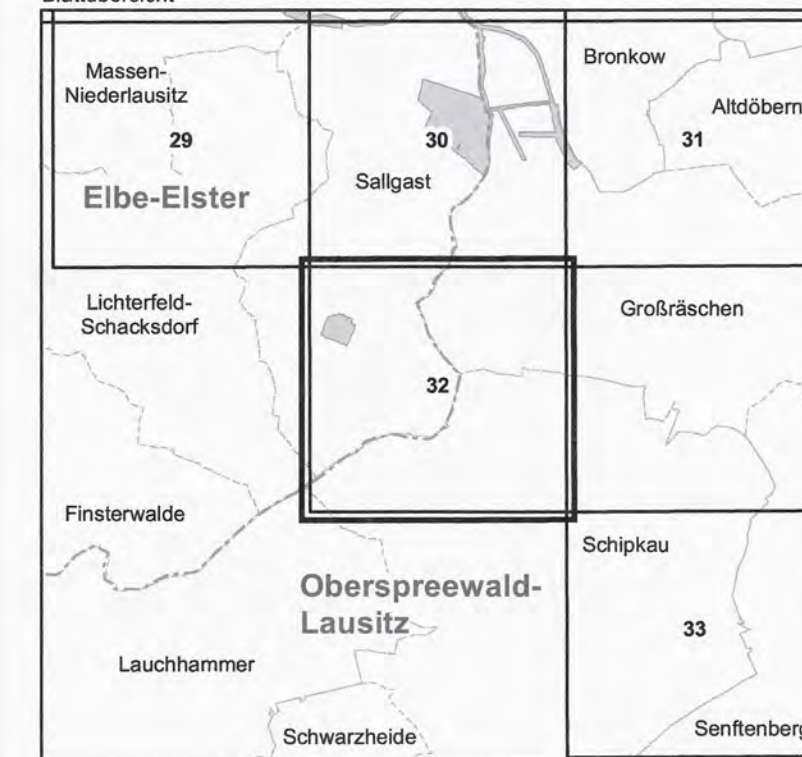 Massen-
Niederlausitz
29
Elbe-Elster
30
Sallgast
Bronkow
Altdöbern
31
Lichterfeld-
Schacksdorf
32
Großräschen
Finsterwalde
Oberspreewald-
Lausitz
Schipkau
33
Lauchhammer
Schwarzheide
Senftenberg